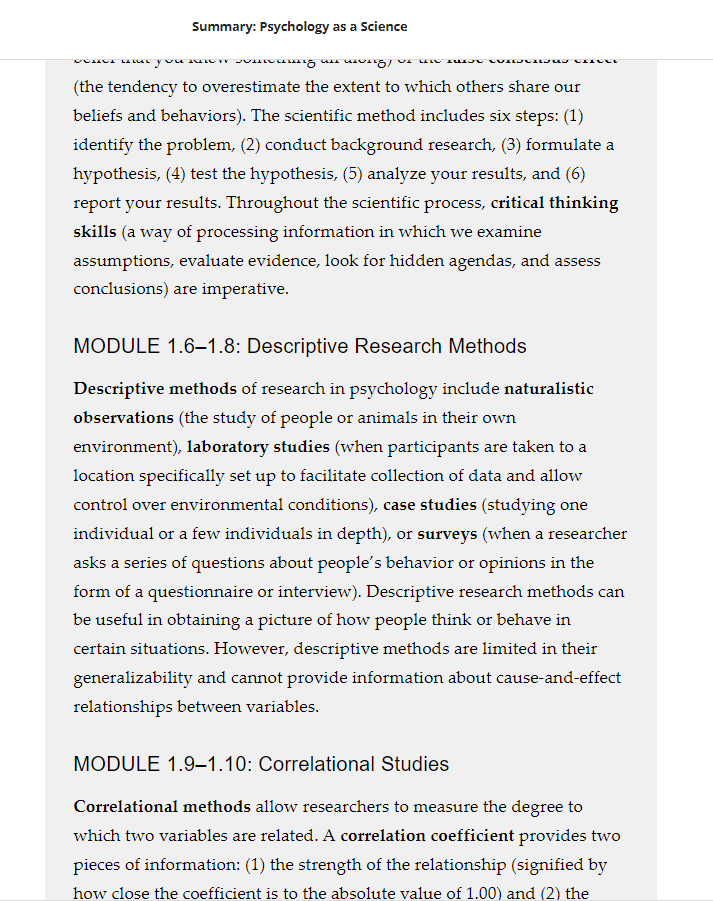 Summary: Psychology as a Science
belief that you knew something all along) or the false consensus effect
(the tendency to overestimate the extent to which others share our
beliefs and behaviors). The scientific method includes six steps: (1)
identify the problem, (2) conduct background research, (3) formulate a
hypothesis, (4) test the hypothesis, (5) analyze your results, and (6)
report your results. Throughout the scientific process, critical thinking
skills (a way of processing information in which we examine
assumptions, evaluate evidence, look for hidden agendas, and assess
conclusions) are imperative.
MODULE 1.6–1.8: Descriptive Research Methods
Descriptive methods of research in psychology include naturalistic
observations (the study of people or animals in their own
environment), laboratory studies (when participants are taken to a
location specifically set up to facilitate collection of data and allow
control over environmental conditions), case studies (studying one
individual or a few individuals in depth), or surveys (when a researcher
asks a series of questions about people’s behavior or opinions in the
form of a questionnaire or interview). Descriptive research methods can
be useful in obtaining a picture of how people think or behave in
certain situations. However, descriptive methods are limited in their
generalizability and cannot provide information about cause-and-effect
relationships between variables.
MODULE 1.9–1.10: Correlational Studies
Correlational methods allow researchers to measure the degree to
which two variables are related. A correlation coefficient provides two
pieces of information: (1) the strength of the relationship (signified by
how close the coefficient is to the absolute value of 1.00) and (2) the